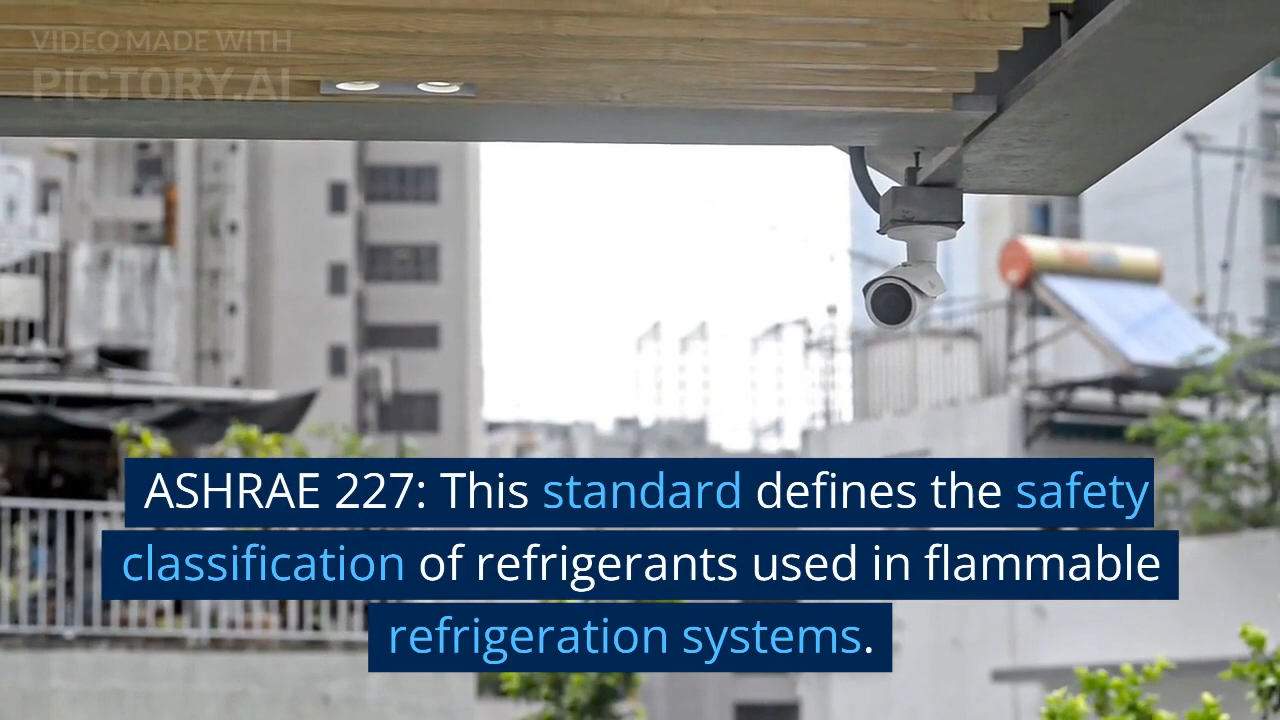 VIDEO MADE WITH
PICTORY.AI
ASHRAE 227: This standard defines the safety
classification of refrigerants used in flammable
refrigeration systems.